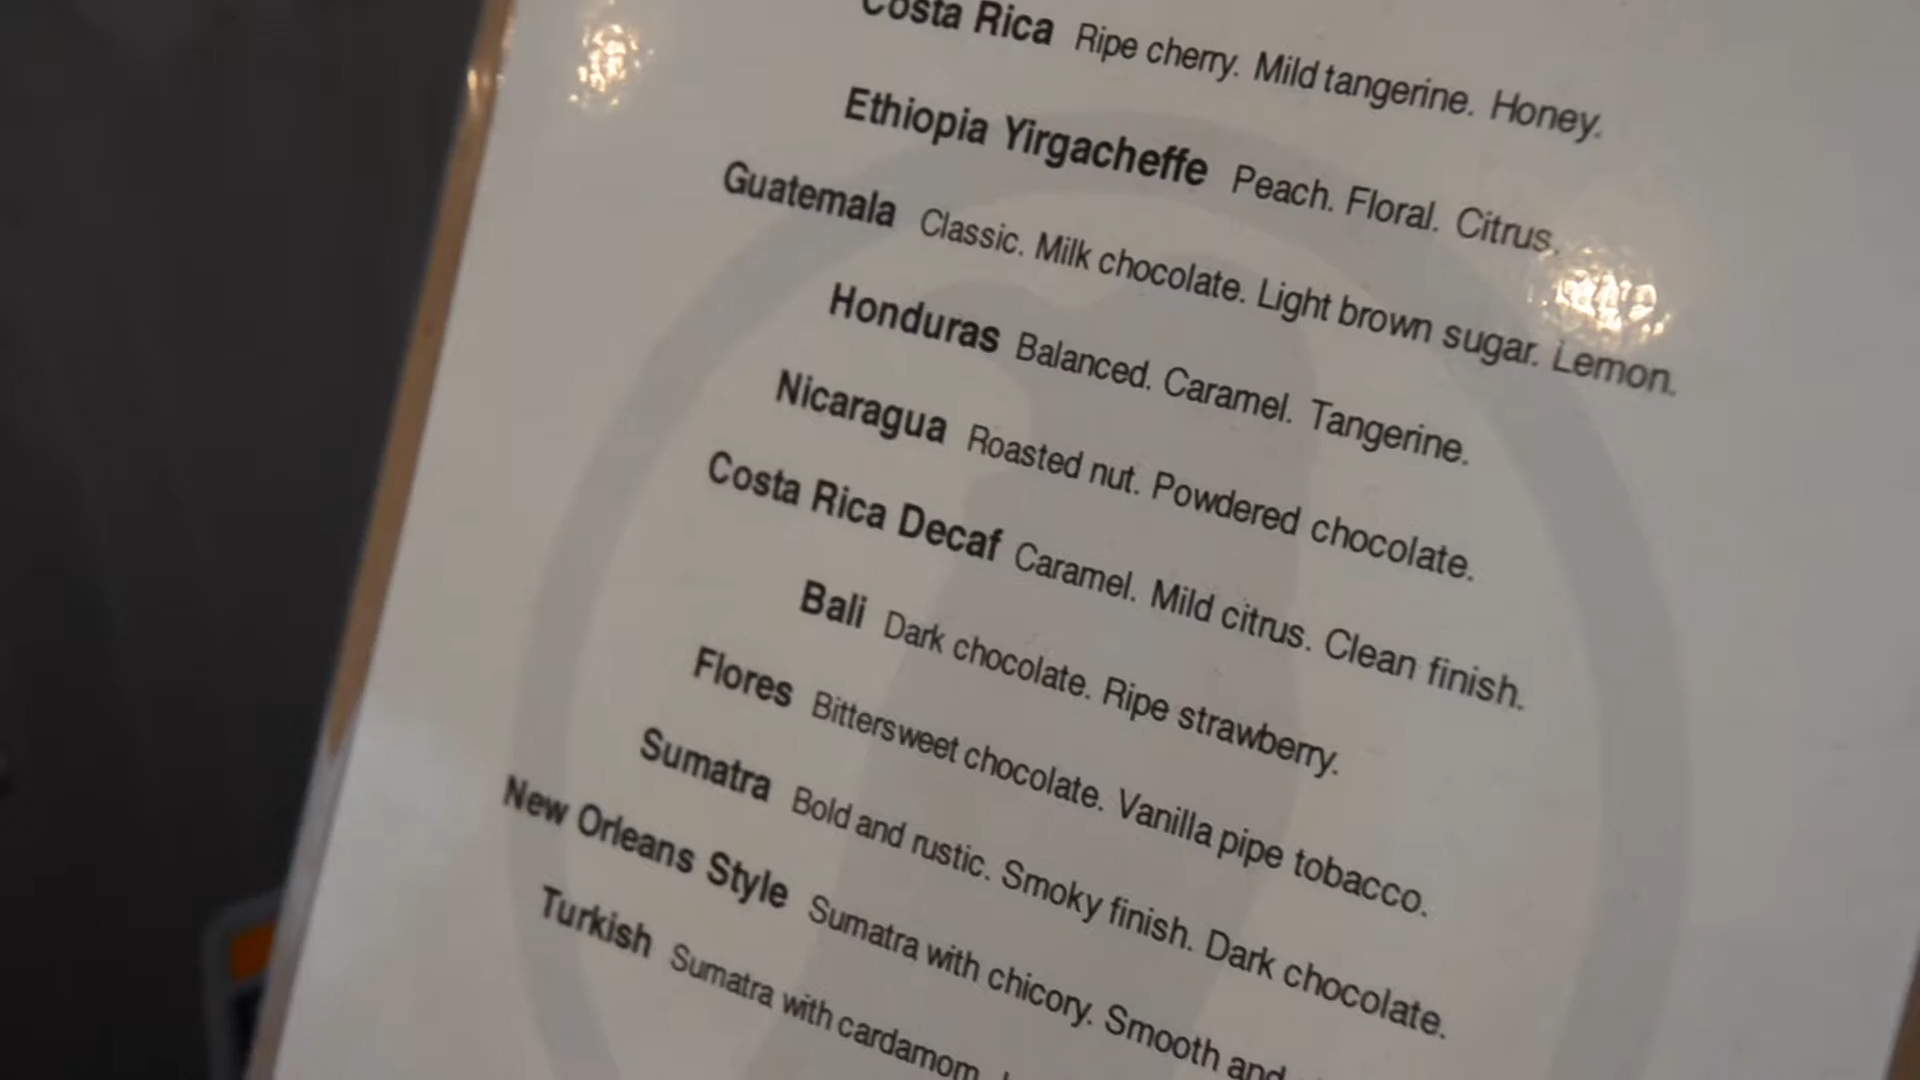 Costa Rica Ripe cherry. Mild tangerine. Honey.
Ethiopia Yirgacheffe Peach. Floral. Citrus.
Guatemala Classic. Milk chocolate. Light brown sugar. Lemon.
Honduras Balanced. Caramel. Tangerine.
Nicaragua Roasted nut. Powdered chocolate.
Costa Rica Decaf Caramel. Mild citrus. Clean finish.
Bali Dark chocolate. Ripe strawberry.
Flores Bittersweet chocolate. Vanilla pipe tobacco.
Sumatra Bold and rustic. Smoky finish. Dark chocolate.
New Orleans Style Sumatra with chicory. Smooth and
Turkish Sumatra with cardamom